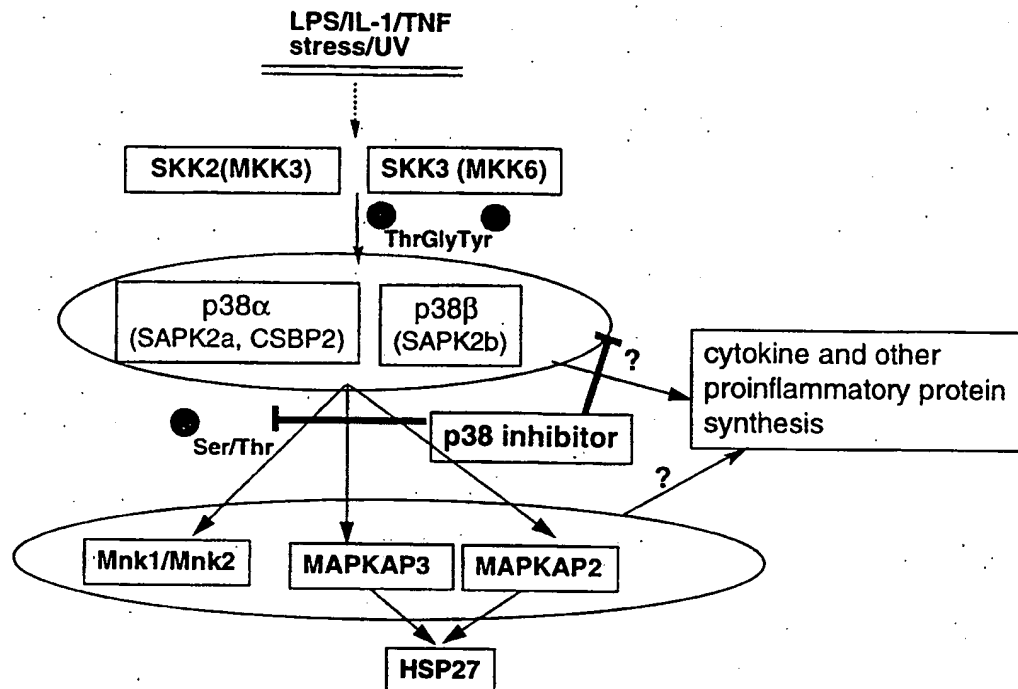 LPS/IL-1/TNF
stress/UV
SKK2(MKK3)
SKK3 (MKK6)
ThrGlyTyr
p38α
(SAPK2a, CSBP2)
p38β
(SAPK2b)
?
cytokine and other
proinflammatory protein
synthesis
p38 inhibitor
Ser/Thr
?
Mnk1/Mnk2
MAPKAP3
MAPKAP2
HSP27